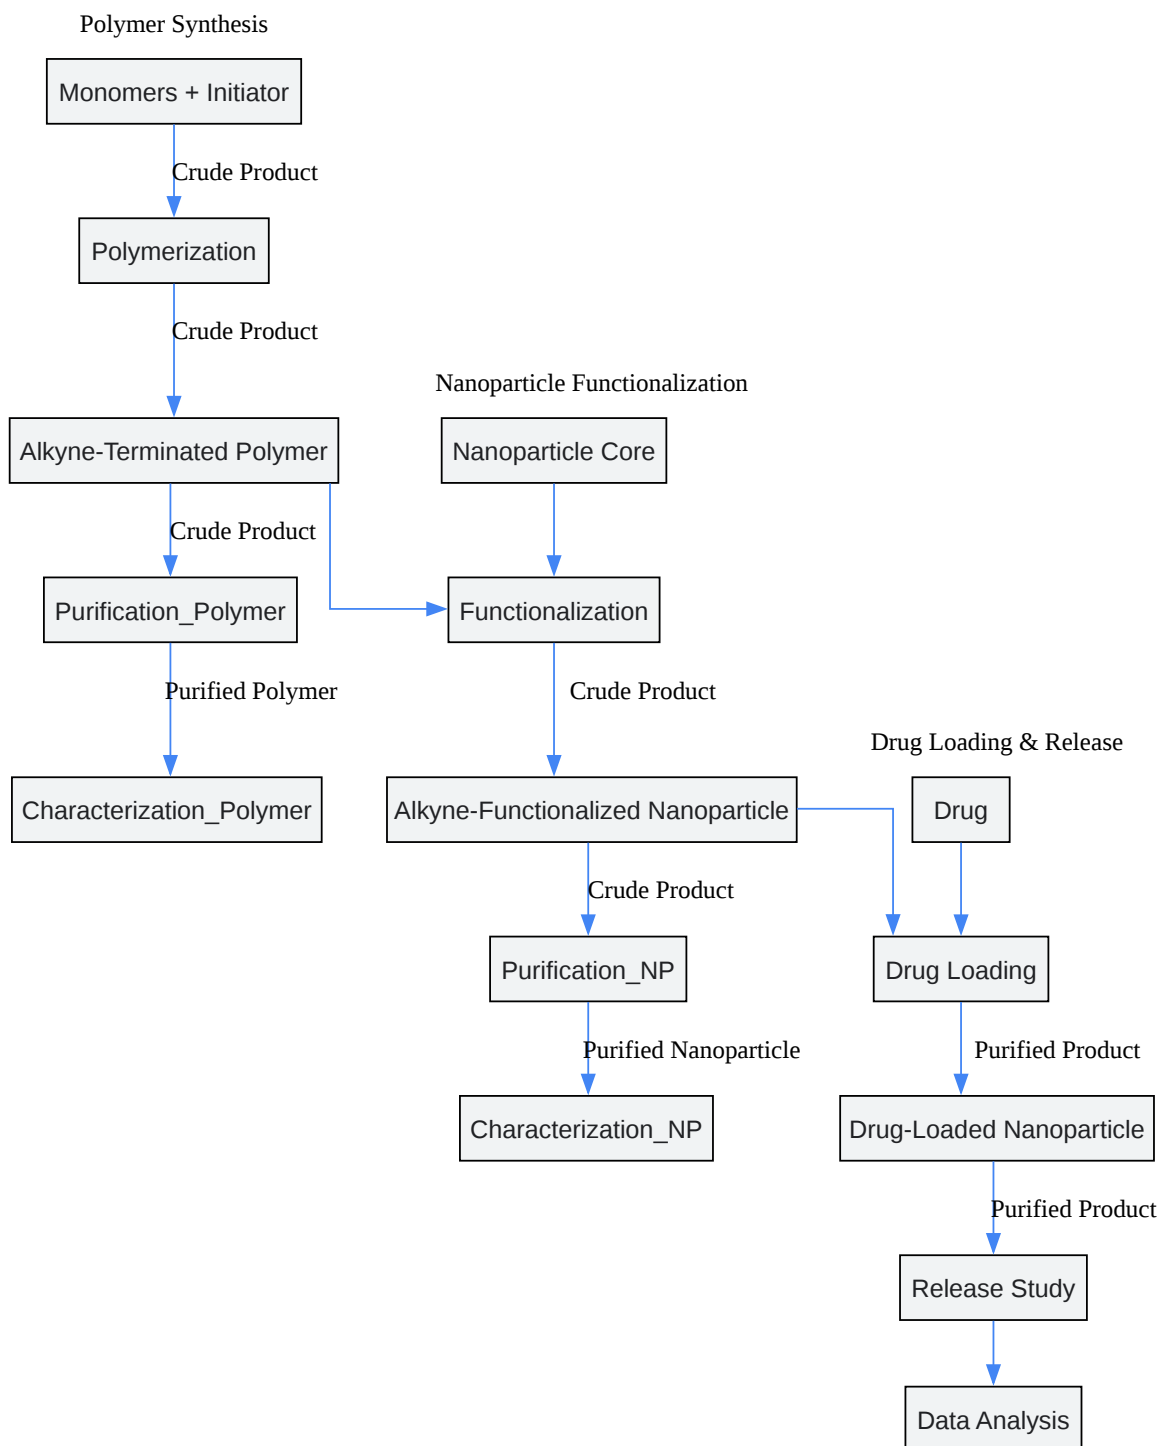 Polymer Synthesis
Monomers + Initiator
Crude Product
Polymerization
Crude Product
Alkyne-Terminated Polymer
Crude Product
Purification_Polymer
Purified Polymer
Characterization_Polymer
Nanoparticle Functionalization
Nanoparticle Core
Functionalization
Crude Product
Alkyne-Functionalized Nanoparticle
Crude Product
Purification_NP
Purified Nanoparticle
Characterization_NP
Drug Loading & Release
Drug
Drug Loading
Purified Product
Drug-Loaded Nanoparticle
Purified Product
Release Study
Data Analysis